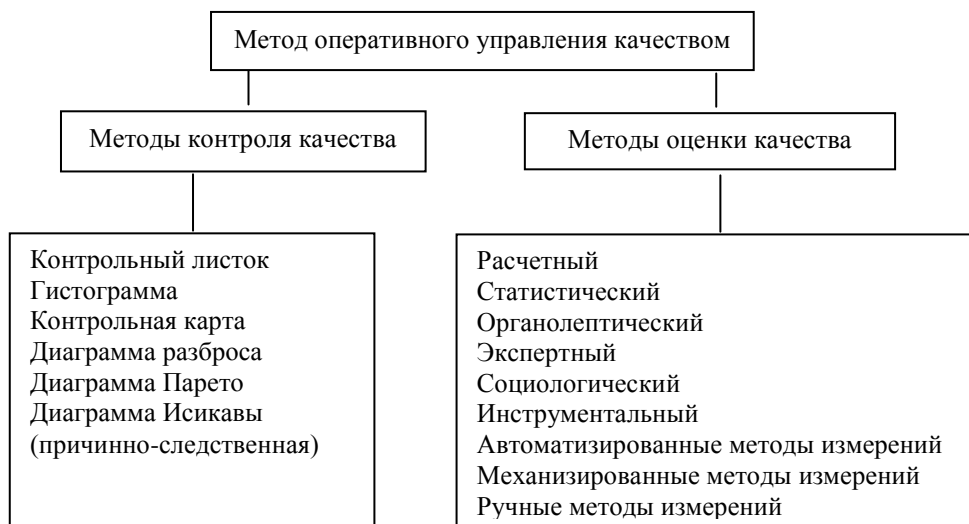 Метод оперативного управления качеством
Методы контроля качества
Методы оценки качества
Контрольный листок
Гистограмма
Контрольная карта
Диаграмма разброса
Диаграмма Парето
Диаграмма Исикавы
(причинно-следственная)
Расчетный
Статистический
Органолептический
Экспертный
Социологический
Инструментальный
Автоматизированные методы измерений
Механизированные методы измерений
Ручные методы измерений